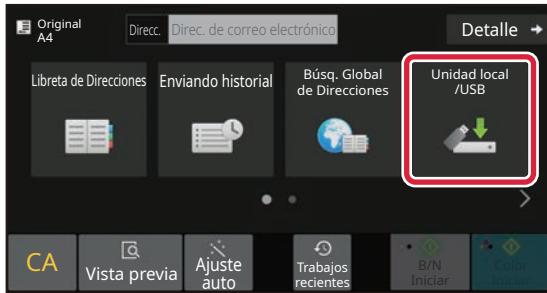 Original
A4
Direcc.
Direc. de correo electrónico
Detalle
Libreta de Direcciones
Enviando historial
Búsq. Global
de Direcciones
Unidad local
/USB
CA
Vista previa
Ajuste
auto
Trabajos
recientes
B/N
Iniciar
Color
Iniciar